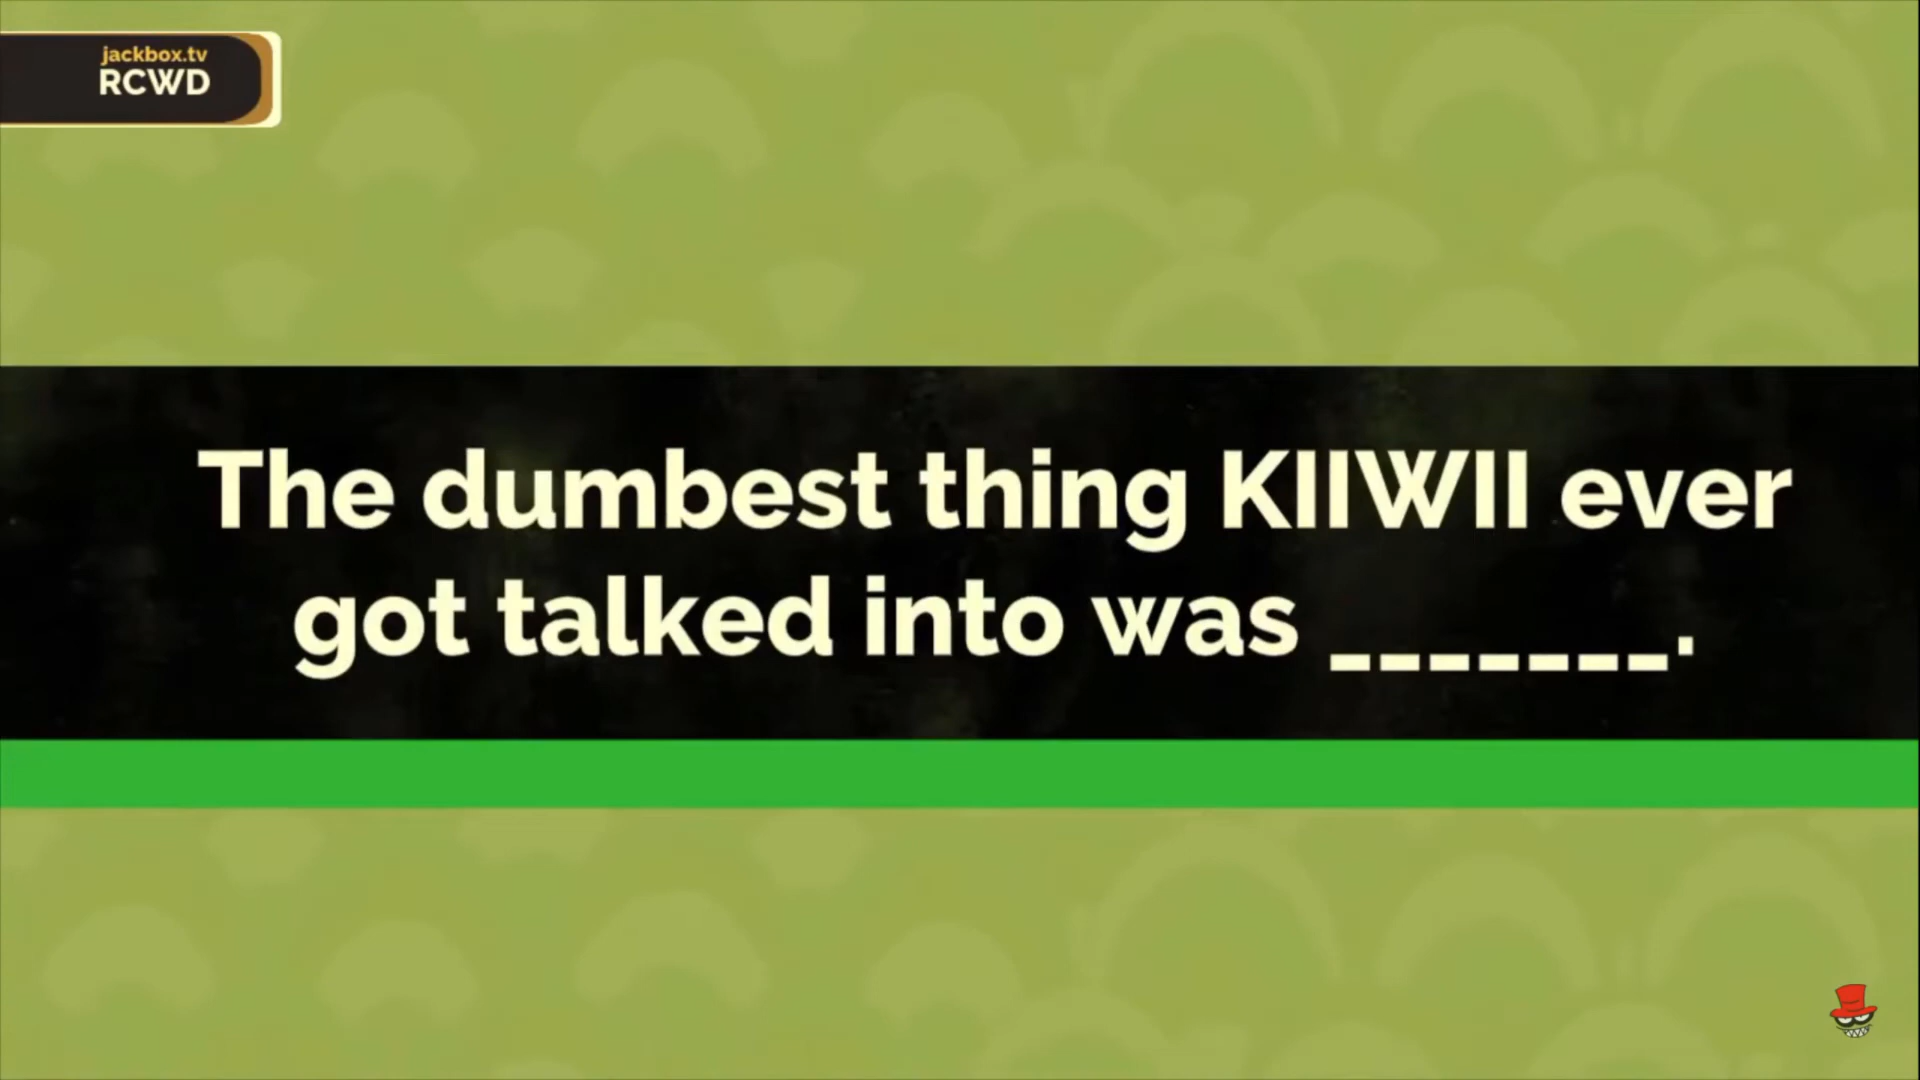 jackbox.tv
RCWD
The dumbest thing KIIWII ever
got talked into was _______.